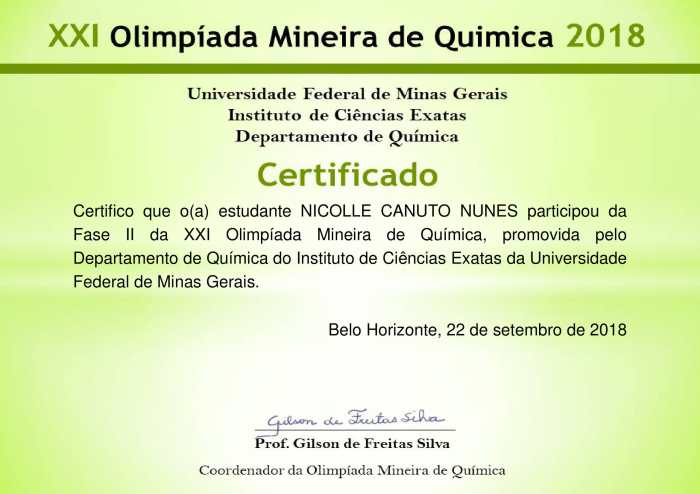 XXI Olimpíada Mineira de Quimica 2018
Universidade Federal de Minas Gerais
Instituto de Ciências Exatas
Departamento de Química
Certificado
Certifico que o(a) estudante NICOLLE CANUTO NUNES participou da
Fase II da XXI Olimpíada Mineira de Química, promovida pelo
Departamento de Química do Instituto de Ciências Exatas da Universidade
Federal de Minas Gerais.
Belo Horizonte, 22 de setembro de 2018
Gilson de Freitas Silva
Prof. Gilson de Freitas Silva
Coordenador da Olimpíada Mineira de Química